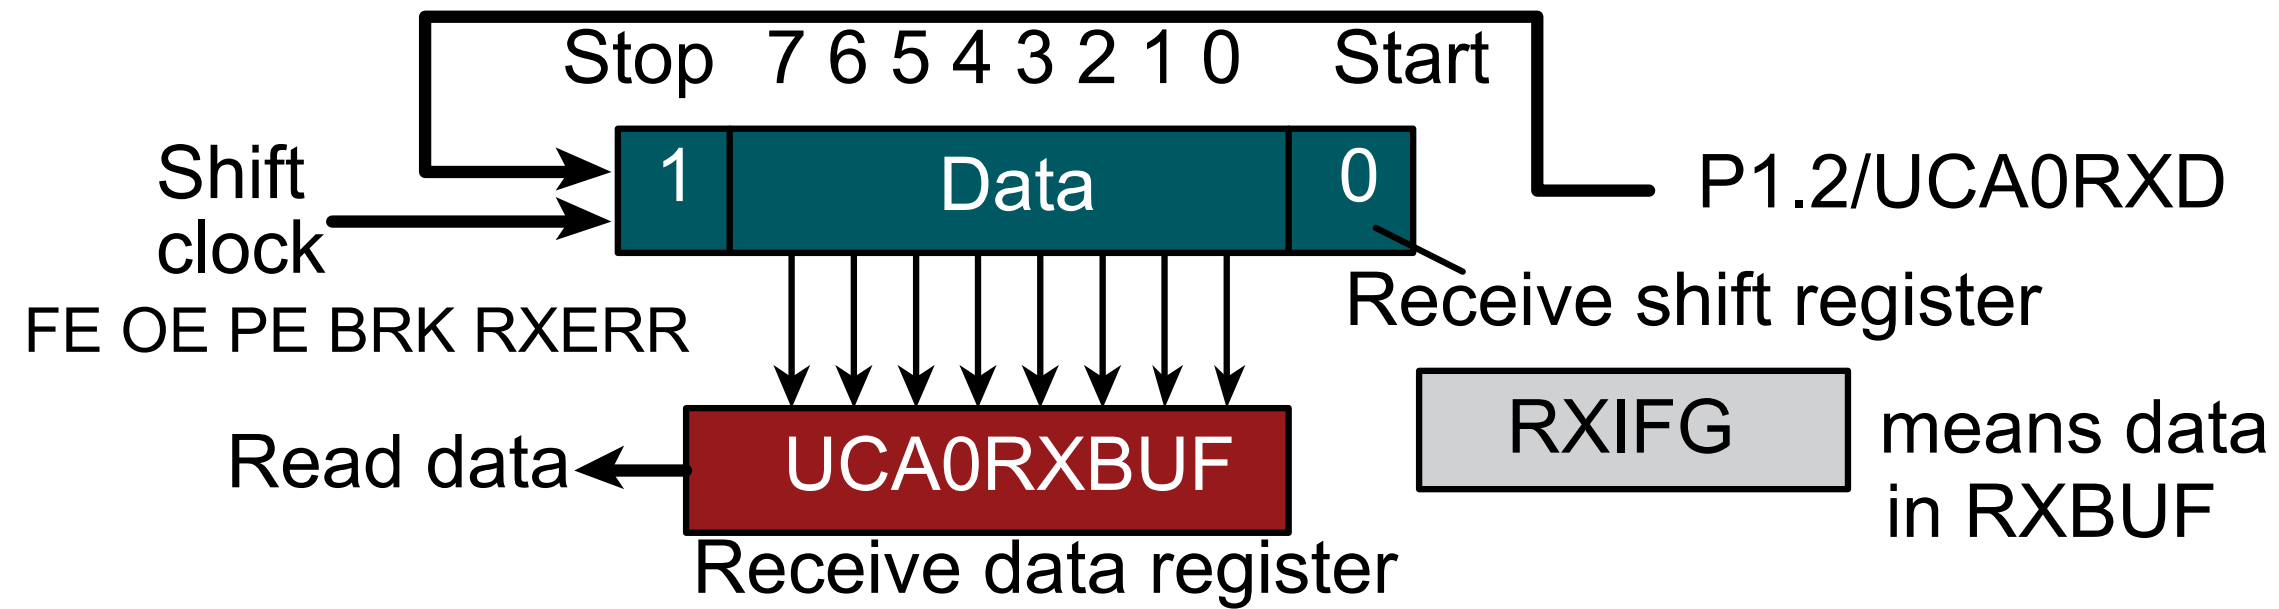 Stop 7 6 5 4 3 2 1 0 Start
Shift
clock
1 Data 0
P1.2/UCA0RXD
Receive shift register
FE OE PE BRK RXERR
Read data
UCA0RXBUF
RXIFG
means data
in RXBUF
Receive data register